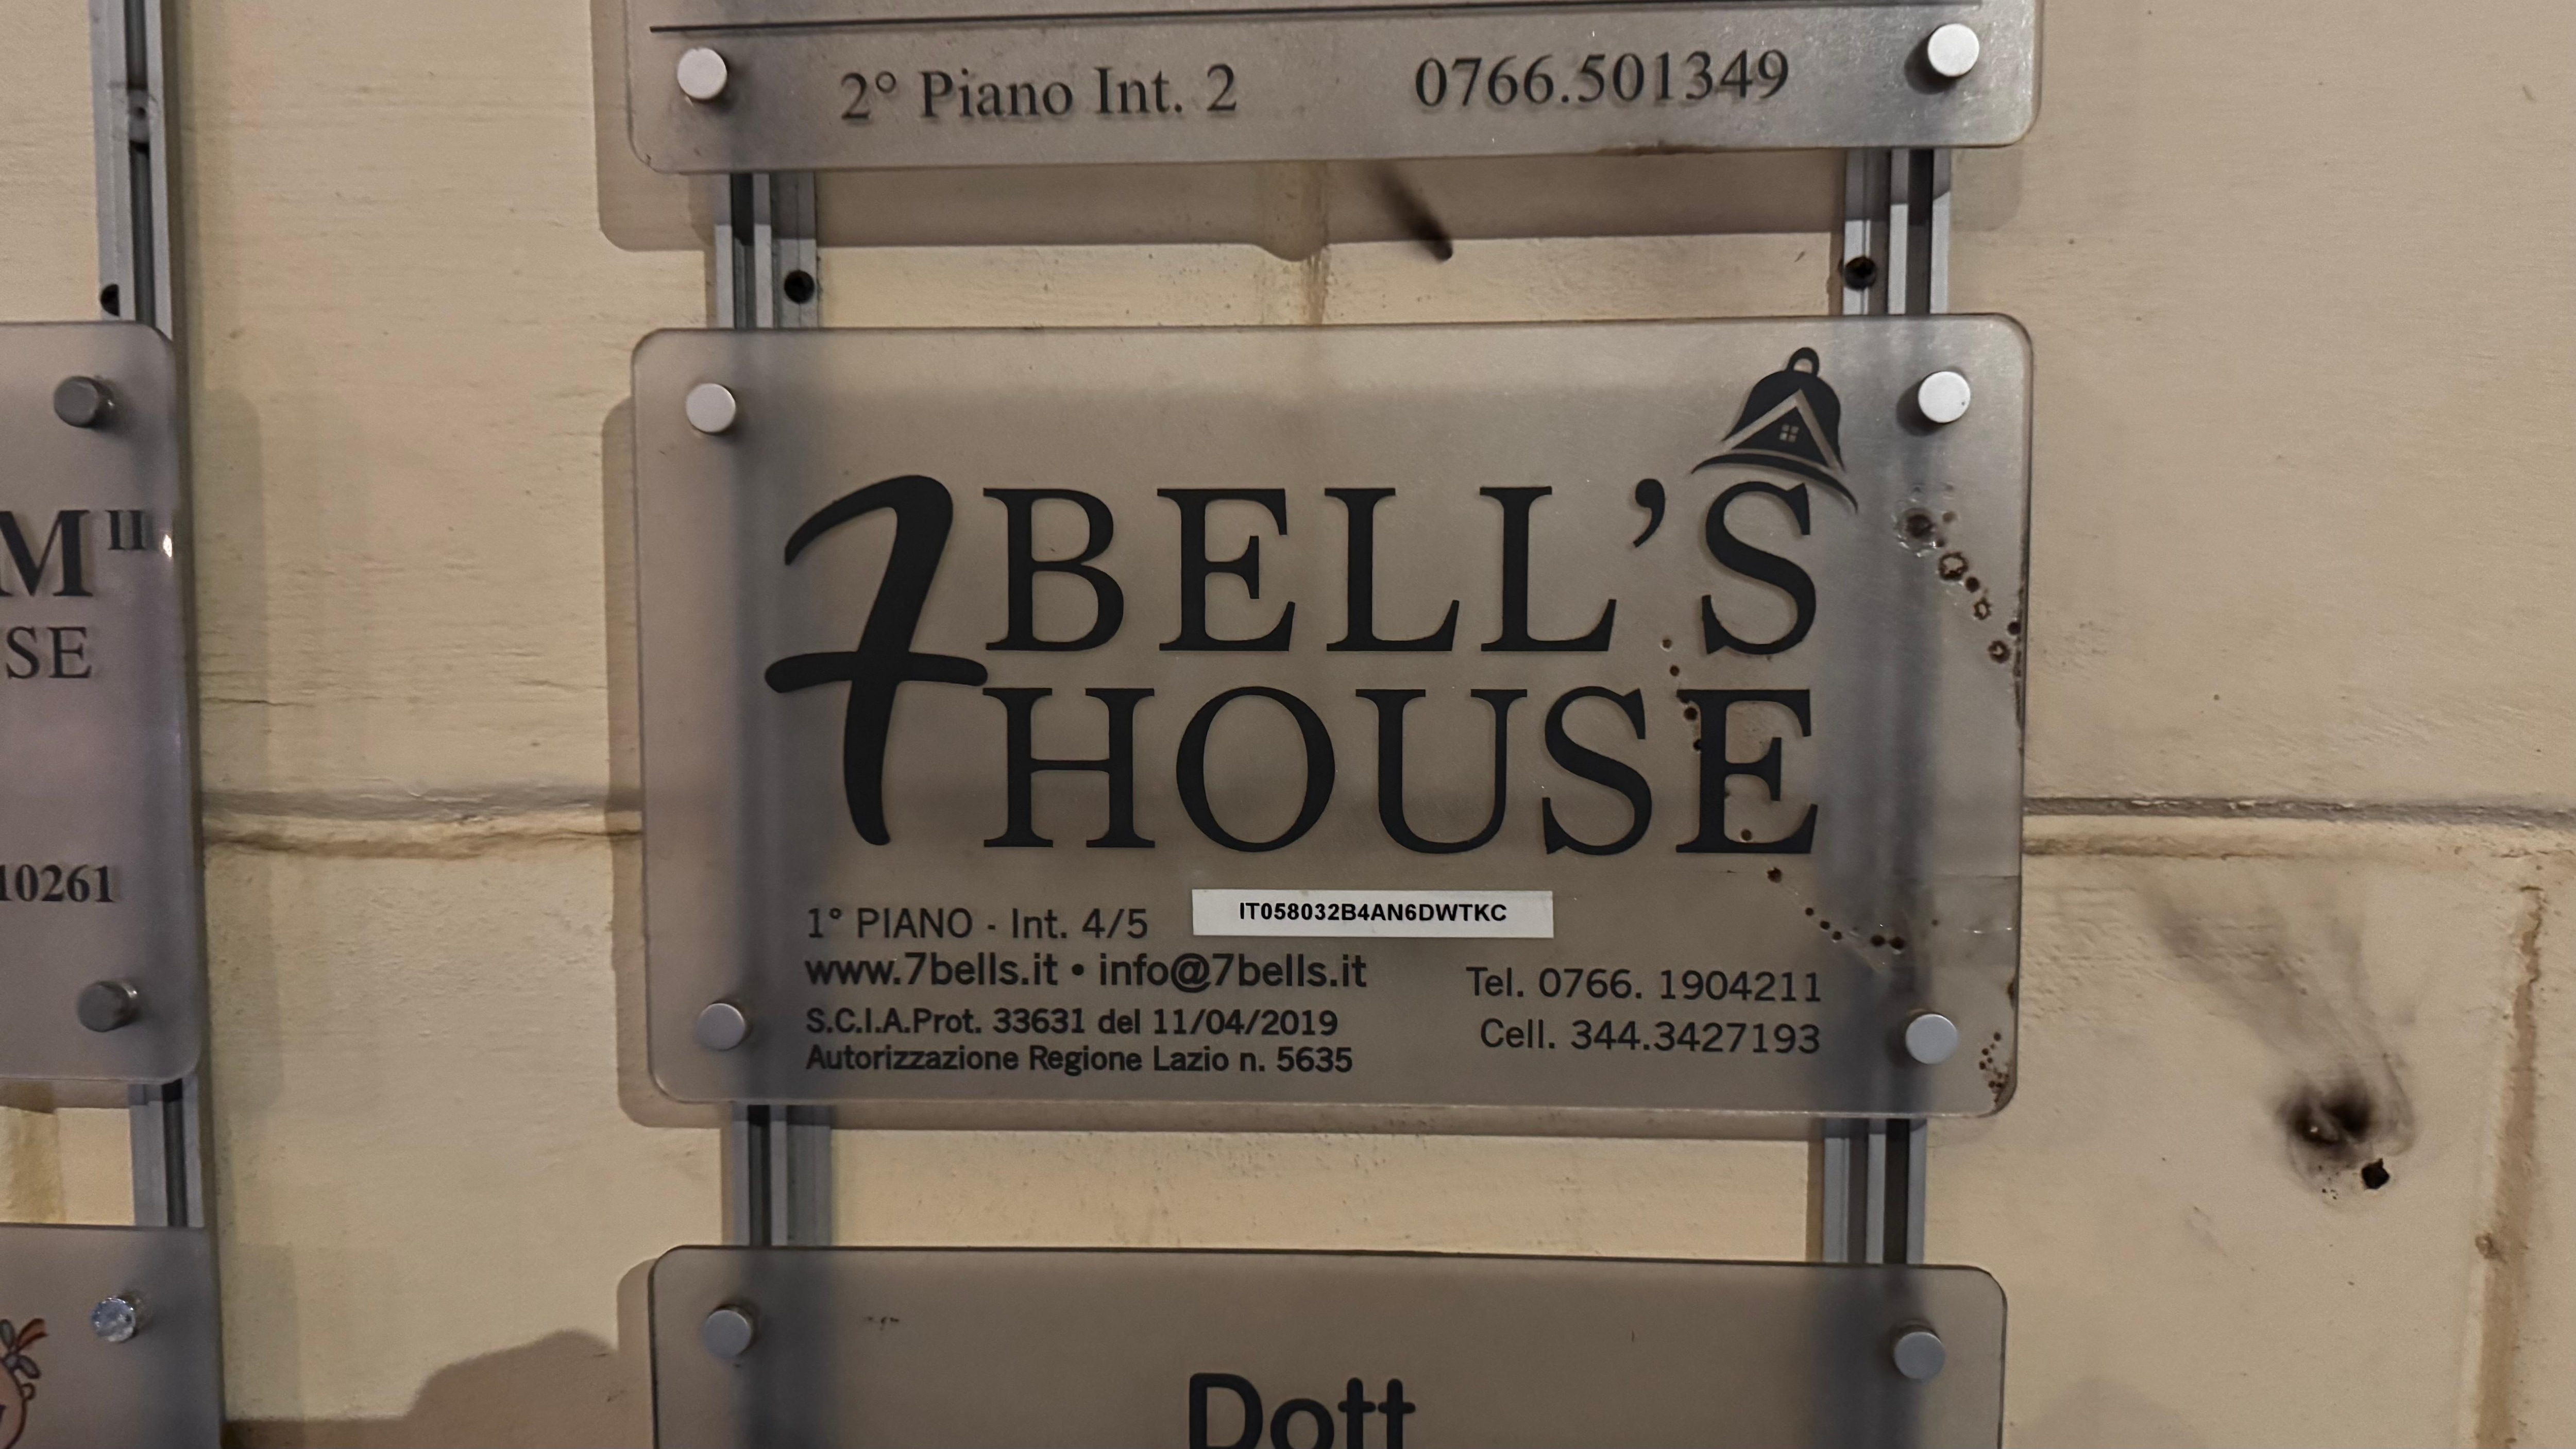 2° Piano Int. 2 0766.501349
M II
SE
10261
7 BELL'S
HOUSE
1° PIANO - Int. 4/5 IT058032B4AN6DWTKC
www.7bells.it • info@7bells.it
Tel. 0766. 1904211
S.C.I.A.Prot. 33631 del 11/04/2019
Cell. 344.3427193
Autorizzazione Regione Lazio n. 5635
Dott